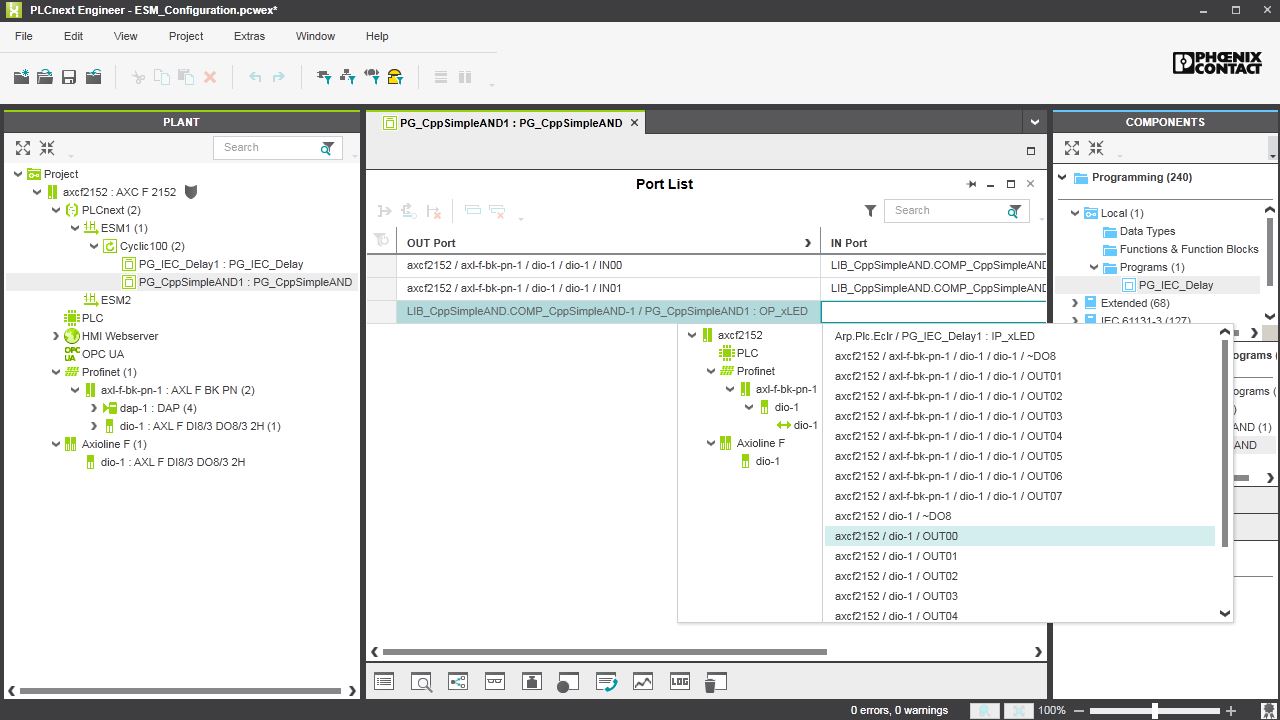 PLCnext Engineer - ESM_Configuration.pcwex*
File Edit View Project Extras Window Help
PHŒNIX
CONTACT
PLANT
Search
Project
axcf2152 : AXC F 2152
PLCnext (2)
ESM1 (1)
Cyclic100 (2)
PG_IEC_Delay1 : PG_IEC_Delay
PG_CppSimpleAND1 : PG_CppSimpleAND
ESM2
PLC
HMI Webserver
OPC UA
OPC UA
Profinet (1)
axl-f-bk-pn-1 : AXL F BK PN (2)
dap-1 : DAP (4)
dio-1 : AXL F DI8/3 DO8/3 2H (1)
Axioline F (1)
dio-1 : AXL F DI8/3 DO8/3 2H
PG_CppSimpleAND1 : PG_CppSimpleAND
Port List
Search
OUT Port IN Port
axcf2152 / axl-f-bk-pn-1 / dio-1 / dio-1 / IN00 LIB_CppSimpleAND.COMP_CppSimpleAND
axcf2152 / axl-f-bk-pn-1 / dio-1 / dio-1 / IN01 LIB_CppSimpleAND.COMP_CppSimpleAND
LIB_CppSimpleAND.COMP_CppSimpleAND-1 / PG_CppSimpleAND1 : OP_xLED
axcf2152
PLC
Profinet
axl-f-bk-pn-1
dio-1
dio-1
Axioline F
dio-1
Arp.Plc.Eclr / PG_IEC_Delay1 : IP_xLED
axcf2152 / axl-f-bk-pn-1 / dio-1 / dio-1 / ~DO8
axcf2152 / axl-f-bk-pn-1 / dio-1 / dio-1 / OUT01
axcf2152 / axl-f-bk-pn-1 / dio-1 / dio-1 / OUT02
axcf2152 / axl-f-bk-pn-1 / dio-1 / dio-1 / OUT03
axcf2152 / axl-f-bk-pn-1 / dio-1 / dio-1 / OUT04
axcf2152 / axl-f-bk-pn-1 / dio-1 / dio-1 / OUT05
axcf2152 / axl-f-bk-pn-1 / dio-1 / dio-1 / OUT06
axcf2152 / axl-f-bk-pn-1 / dio-1 / dio-1 / OUT07
axcf2152 / dio-1 / ~DO8
axcf2152 / dio-1 / OUT00
axcf2152 / dio-1 / OUT01
axcf2152 / dio-1 / OUT02
axcf2152 / dio-1 / OUT03
axcf2152 / dio-1 / OUT04
LOG
COMPONENTS
Programming (240)
Local (1)
Data Types
Functions & Function Blocks
Programs (1)
PG_IEC_Delay
Extended (68)
IEC 61131-3 (127)
rograms (
rograms (
)
AND (1)
AND
0 errors, 0 warnings
100%